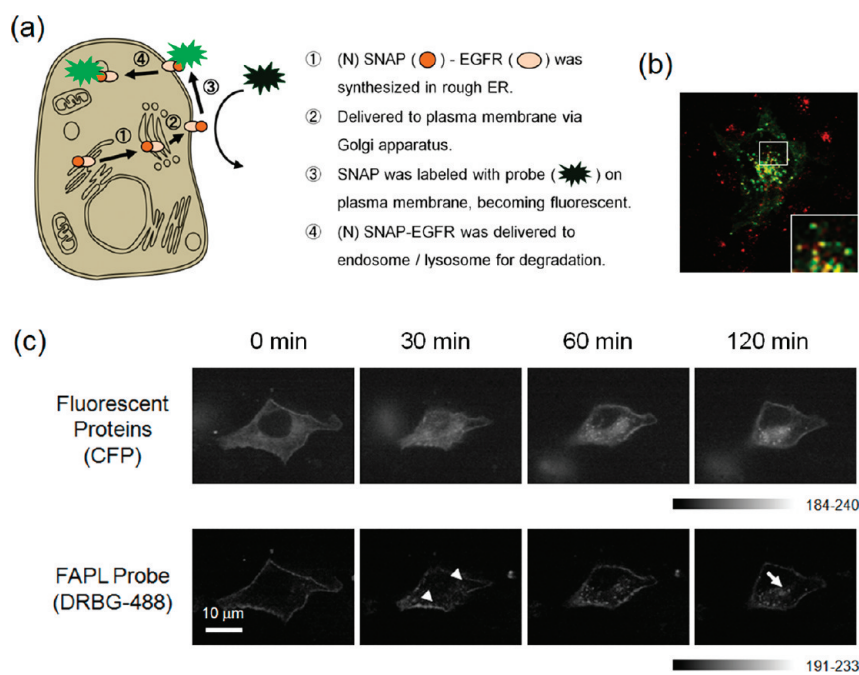 (a)
① (N) SNAP ( ) - EGFR ( ) was
synthesized in rough ER.
② Delivered to plasma membrane via
Golgi apparatus.
③ SNAP was labeled with probe ( ) on
plasma membrane, becoming fluorescent.
④ (N) SNAP-EGFR was delivered to
endosome / lysosome for degradation.
④
③
①
②
(b)
(c)
0 min 30 min 60 min 120 min
Fluorescent
Proteins
(CFP)
184-240
FAPL Probe
(DRBG-488)
10 μm
191-233